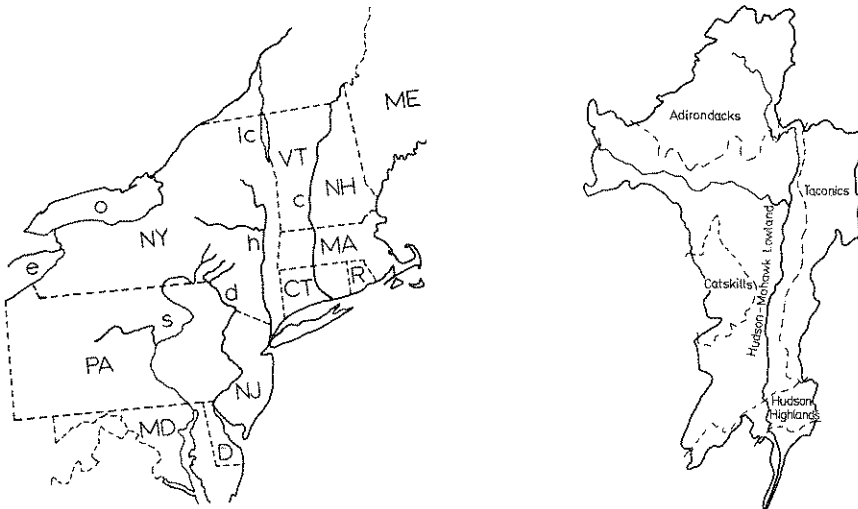 ME
lc
VT
NH
c
o
NY
h
MA
e
d
CT
R
s
PA
NJ
MD
D
Adirondacks
Taconics
Hudson-Mohawk Lowland
Catskills
Hudson
Highlands